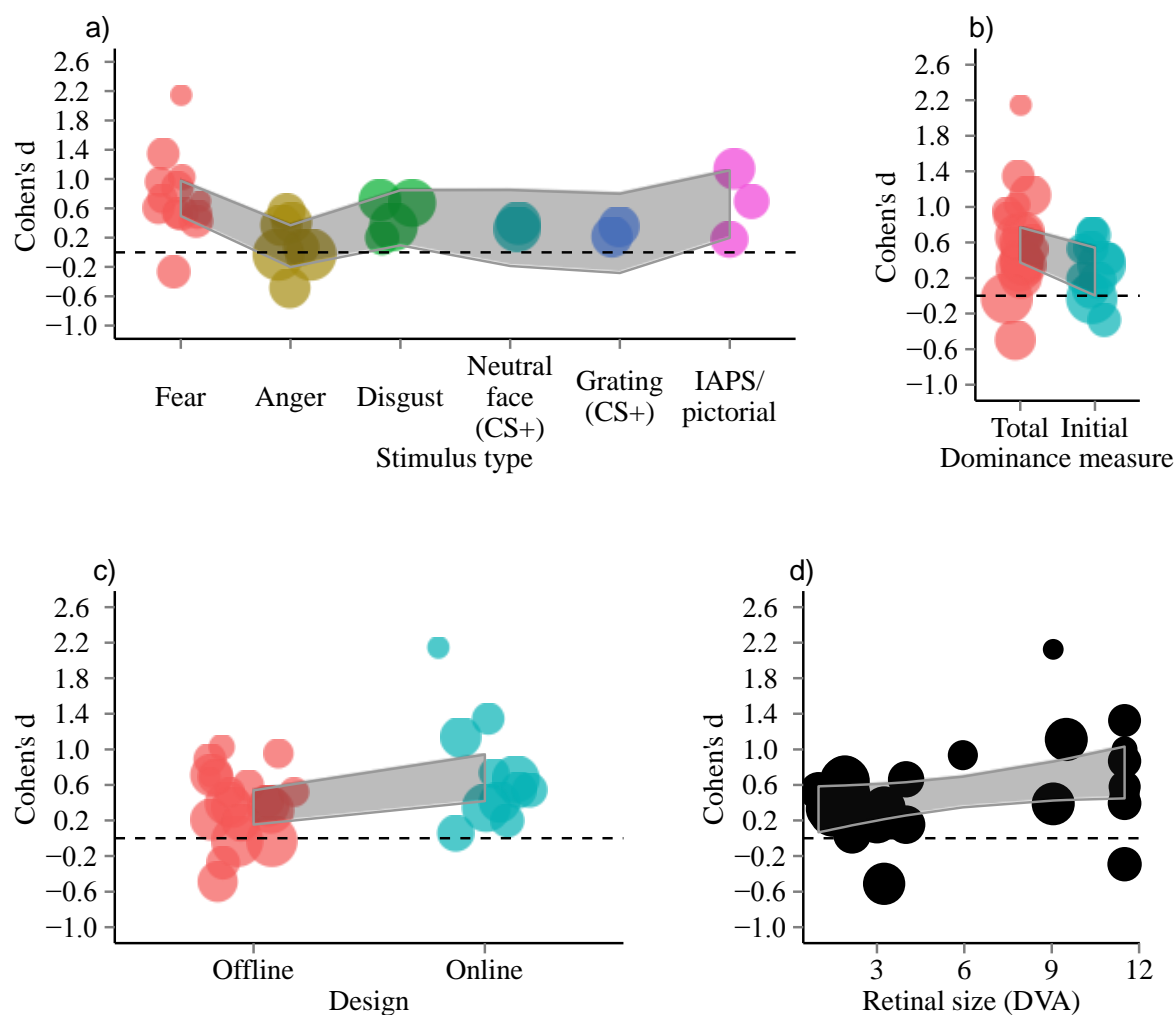 a)
2.6
2.2
1.8
1.4
1.0
0.6
0.2
−0.2
−0.6
−1.0
Cohen's d
Fear
Anger
Disgust
Neutral
face
(CS+)
Grating
(CS+)
IAPS/
pictorial
Stimulus type
b)
2.6
2.2
1.8
1.4
1.0
0.6
0.2
−0.2
−0.6
−1.0
Cohen's d
Total Initial
Dominance measure
c)
2.6
2.2
1.8
1.4
1.0
0.6
0.2
−0.2
−0.6
−1.0
Cohen's d
Offline
Online
Design
d)
2.6
2.2
1.8
1.4
1.0
0.6
0.2
−0.2
−0.6
−1.0
Cohen's d
3 6 9 12
Retinal size (DVA)